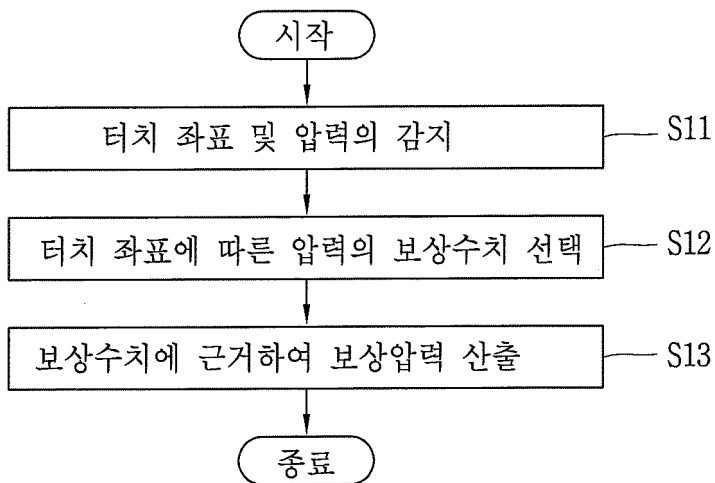 시작
터치 좌표 및 압력의 감지
S11
터치 좌표에 따른 압력의 보상수치 선택
S12
보상수치에 근거하여 보상압력 산출
S13
종료